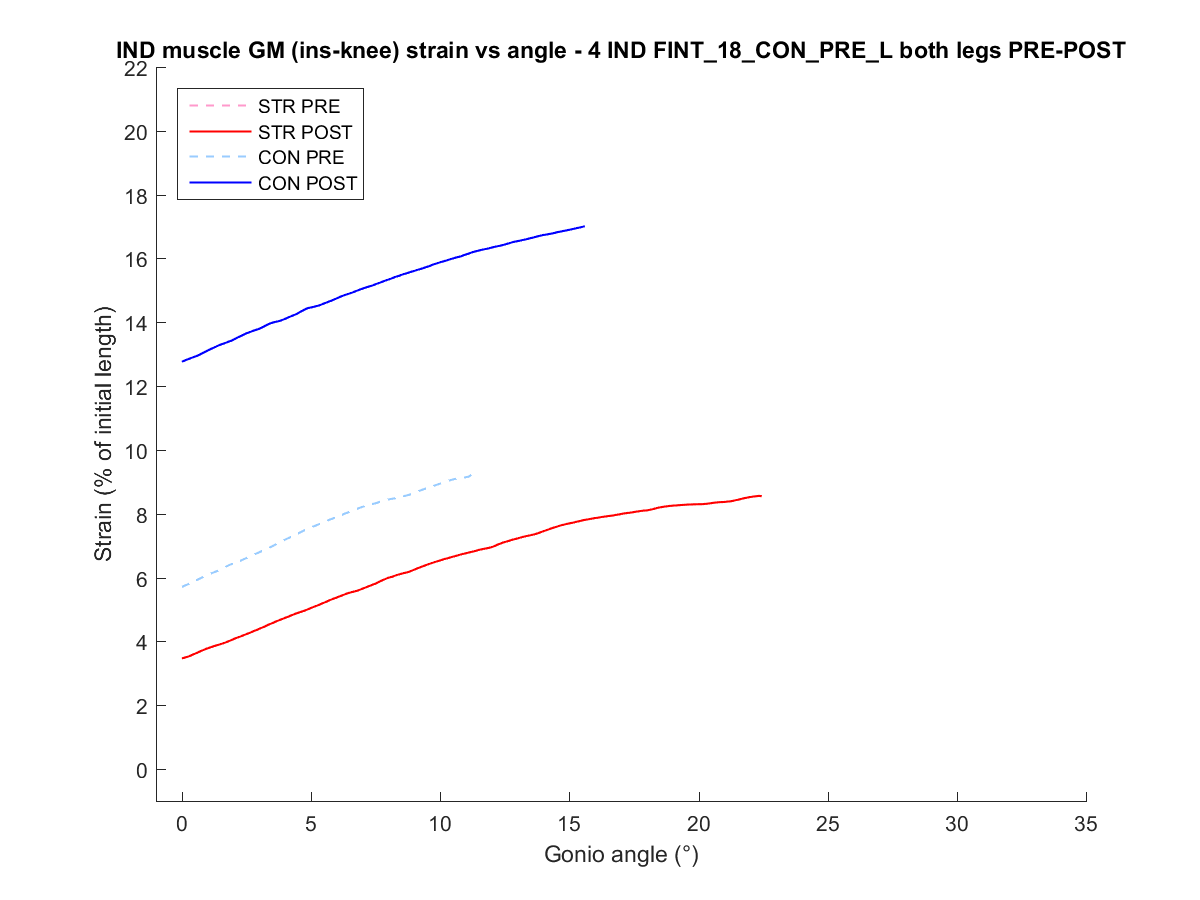 IND muscle GM (ins-knee) strain vs angle - 4 IND FINT_18_CON_PRE_L both legs PRE-POST
STR PRE
STR POST
CON PRE
CON POST
Strain (% of initial length)
22
20
18
16
14
12
10
8
6
4
2
0
0 5 10 15 20 25 30 35
Gonio angle (°)